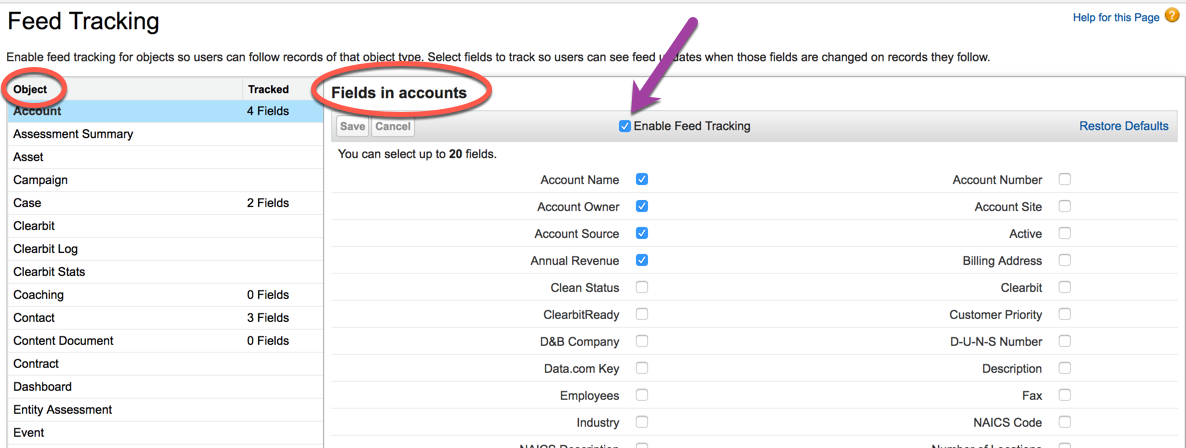 Feed Tracking
Help for this Page ?
Enable feed tracking for objects so users can follow records of that object type. Select fields to track so users can see feed updates when those fields are changed on records they follow.
Object Tracked
Account 4 Fields
Assessment Summary
Asset
Campaign
Case 2 Fields
Clearbit
Clearbit Log
Clearbit Stats
Coaching 0 Fields
Contact 3 Fields
Content Document 0 Fields
Contract
Dashboard
Entity Assessment
Event
Fields in accounts
Save Cancel Enable Feed Tracking Restore Defaults
You can select up to 20 fields.
Account Name Account Number
Account Owner Account Site
Account Source Active
Annual Revenue Billing Address
Clean Status Clearbit
ClearbitReady Customer Priority
D&B Company D-U-N-S Number
Data.com Key Description
Employees Fax
Industry NAICS Code
NAICS Description Number of Locations